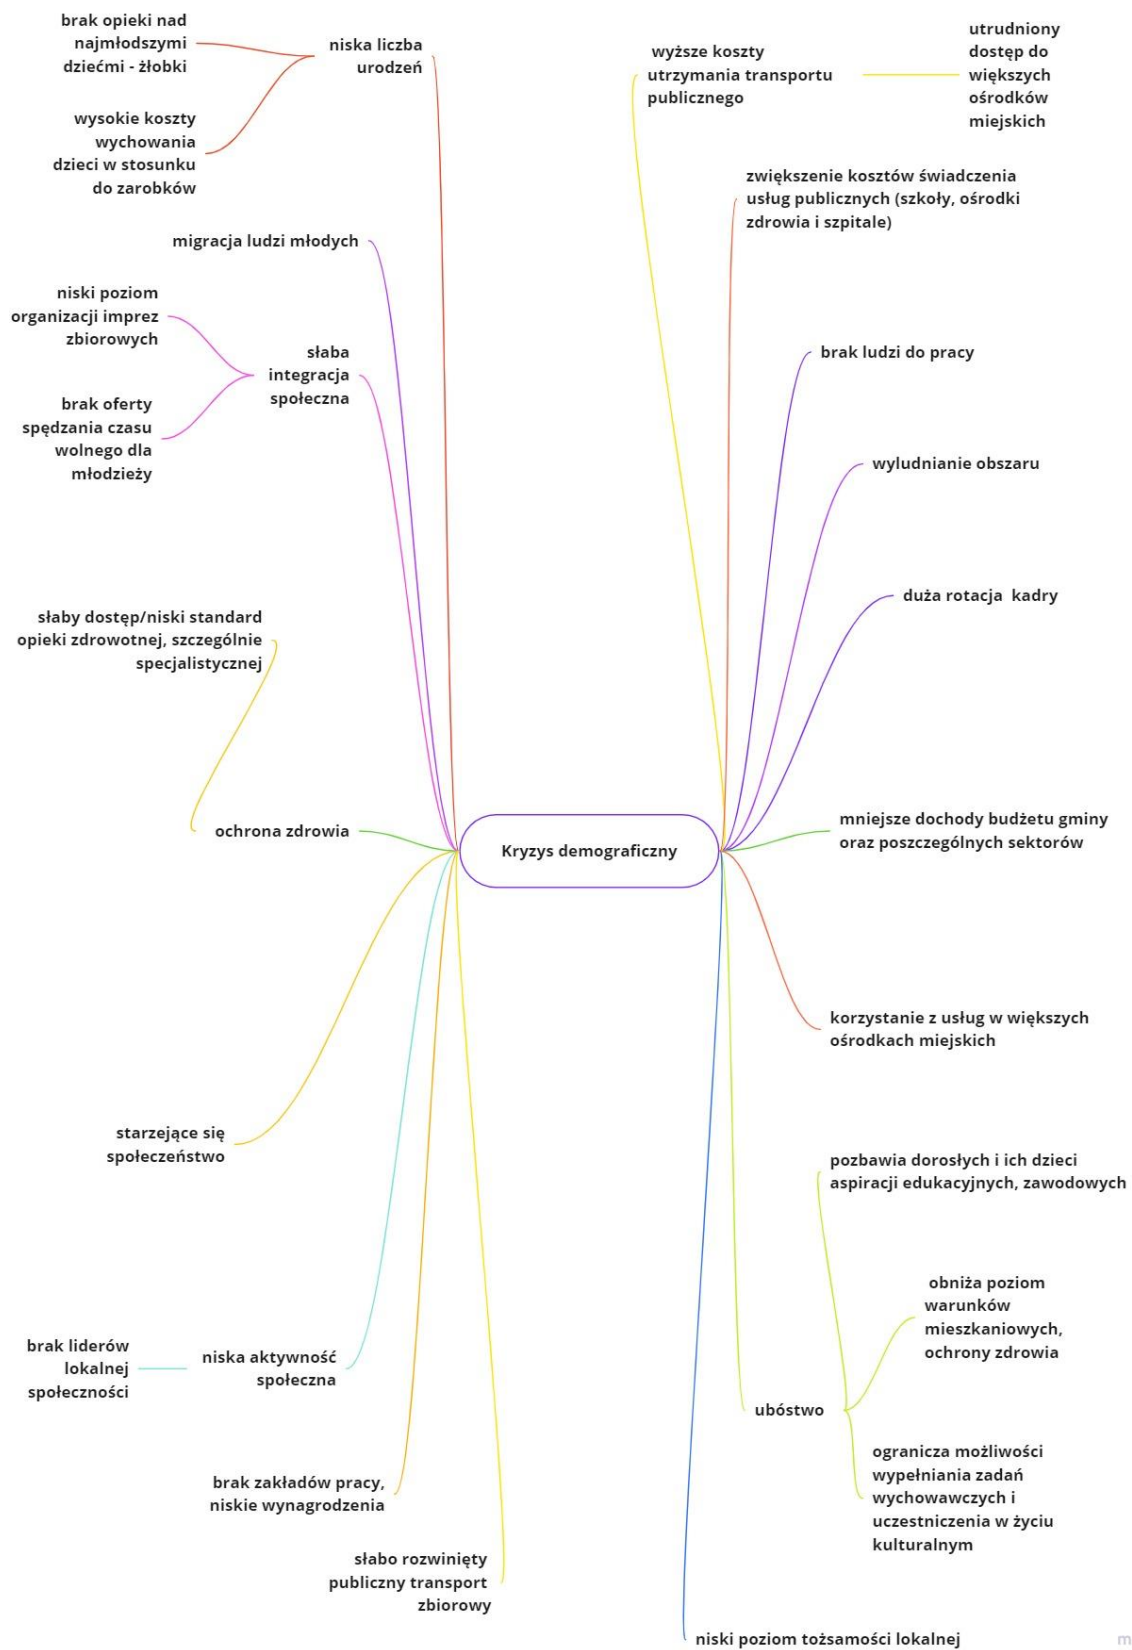 brak opieki nad
najmłodszymi
dziećmi - żłobki
niska liczba
urodzeń
wysokie koszty
wychowania
dzieci w stosunku
do zarobków
migracja ludzi młodych
niski poziom
organizacji imprez
zbiorowych
słaba
integracja
społeczna
brak oferty
spędzania czasu
wolnego dla
młodzieży
słaby dostęp/niski standard
opieki zdrowotnej, szczególnie
specjalistycznej
ochrona zdrowia
starzejące się
społeczeństwo
brak liderów
lokalnej
społeczności
niska aktywność
społeczna
brak zakładów pracy,
niskie wynagrodzenia
słabo rozwinięty
publiczny transport
zbiorowy
Kryzys demograficzny
wyższe koszty
utrzymania transportu
publicznego
utrudniony
dostęp do
większych
ośrodków
miejskich
zwiększenie kosztów świadczenia
usług publicznych (szkoły, ośrodki
zdrowia i szpitale)
brak ludzi do pracy
wyludnianie obszaru
duża rotacja kadry
mniejsze dochody budżetu gminy
oraz poszczególnych sektorów
korzystanie z usług w większych
ośrodkach miejskich
pozbawia dorosłych i ich dzieci
aspiracji edukacyjnych, zawodowych
obniża poziom
warunków
mieszkaniowych,
ochrony zdrowia
ubóstwo
ogranicza możliwości
wypełniania zadań
wychowawczych i
uczestniczenia w życiu
kulturalnym
niski poziom tożsamości lokalnej
m